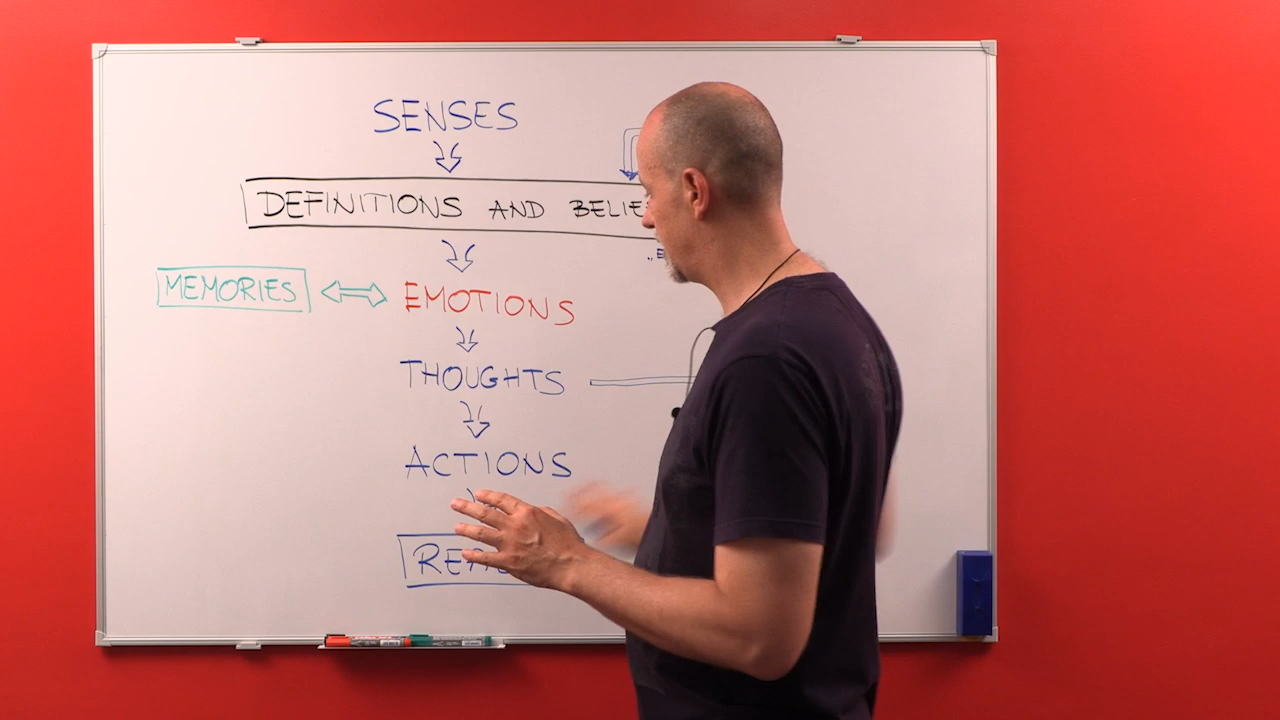 SENSES
DEFINITIONS AND
MEMORIES
EMOTIONS
THOUGHTS
ACTIONS